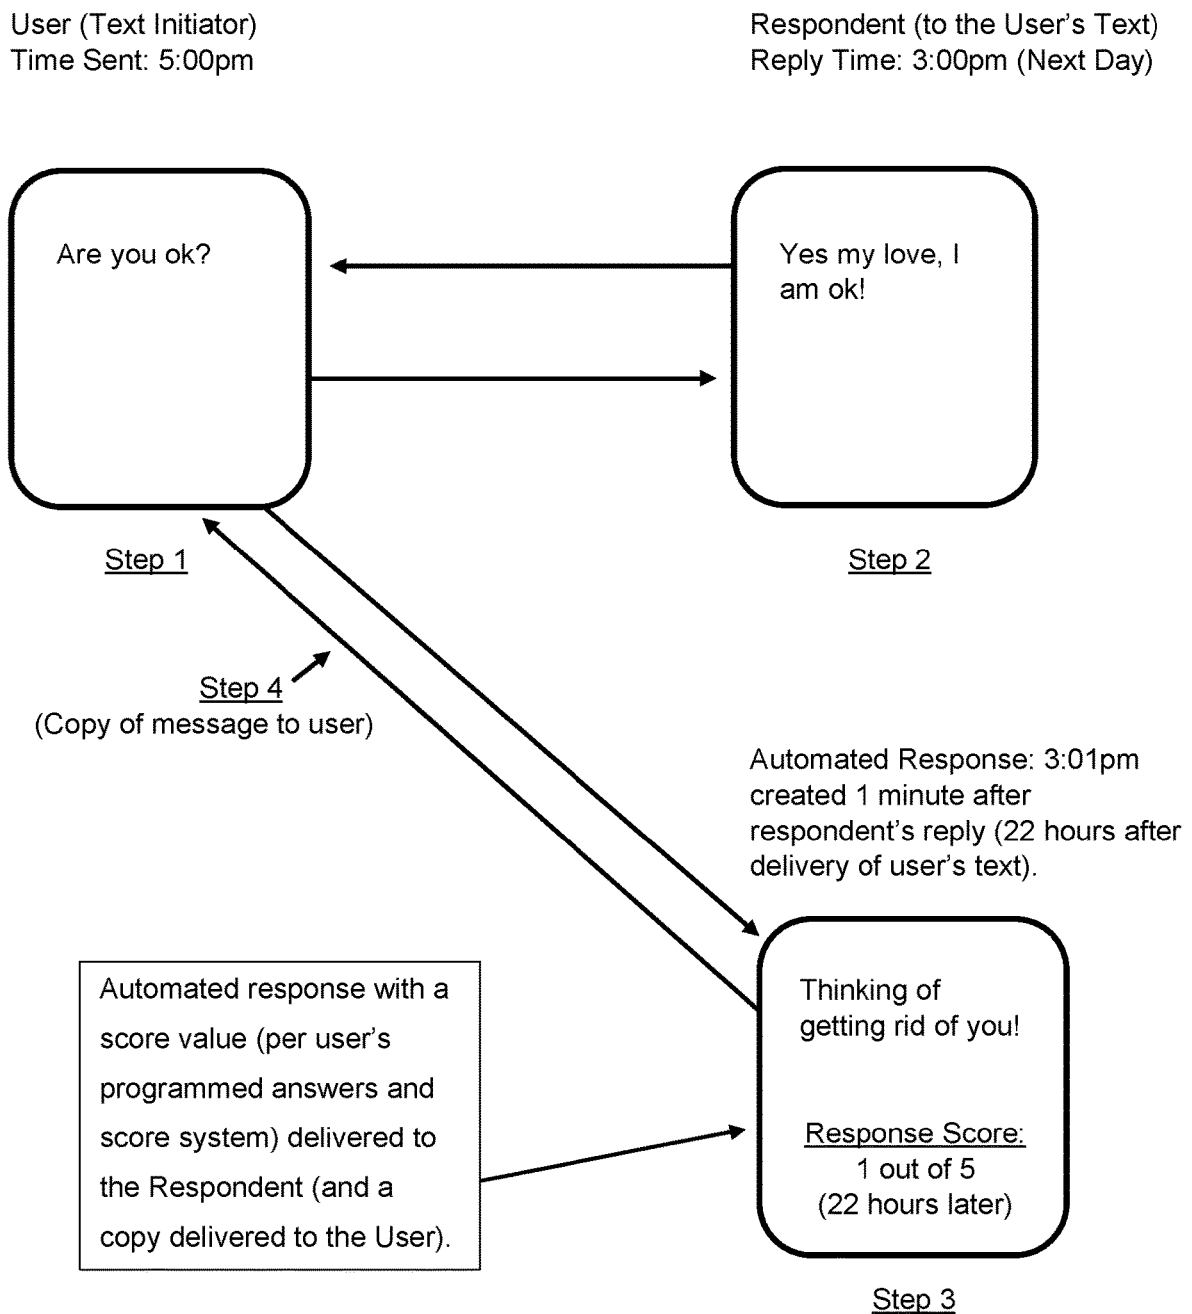 User (Text Initiator)
Time Sent: 5:00pm
Respondent (to the User's Text)
Reply Time: 3:00pm (Next Day)
Are you ok?
Yes my love, I
am ok!
Step 1
Step 2
Step 4
(Copy of message to user)
Automated Response: 3:01pm
created 1 minute after
respondent's reply (22 hours after
delivery of user's text).
Automated response with a
score value (per user's
programmed answers and
score system) delivered to
the Respondent (and a
copy delivered to the User).
Thinking of
getting rid of you!
Response Score:
1 out of 5
(22 hours later)
Step 3